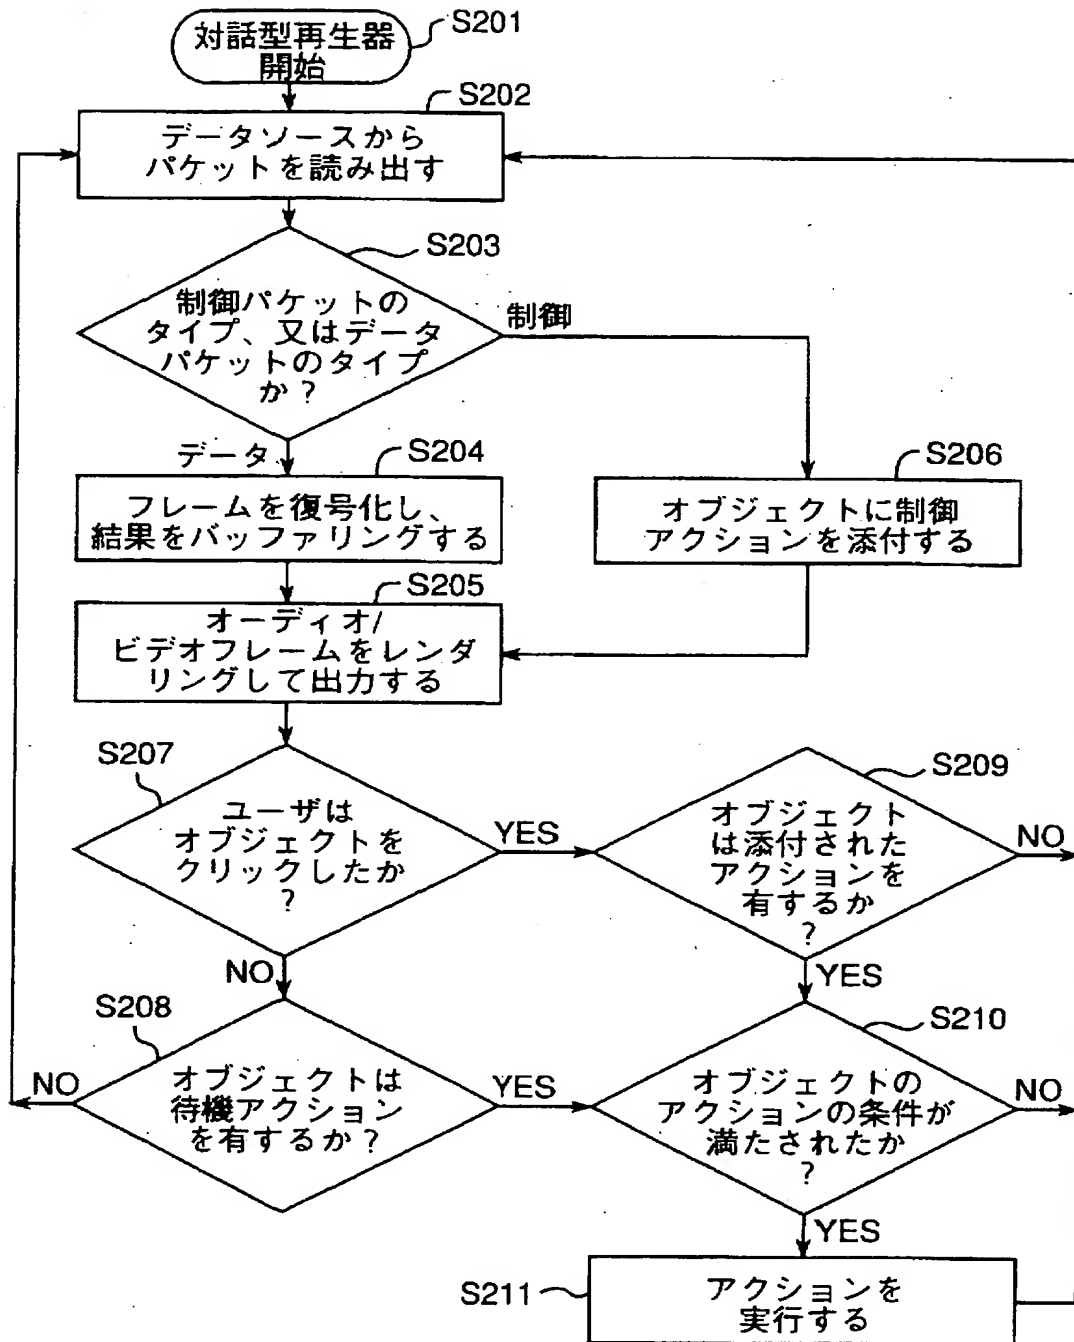 対話型再生器
開始
S201
S202
データソースから
パケットを読み出す
S203
制御パケットの
タイプ、又はデータ
パケットのタイプ
か?
制御
データ
S204
フレームを復号化し、
結果をバッファリングする
S206
オブジェクトに制御
アクションを添付する
S205
オーディオ/
ビデオフレームをレンダ
リングして出力する
S207
ユーザは
オブジェクトを
クリックしたか
?
YES
S209
オブジェクト
は添付された
アクションを
有するか
?
NO
NO
YES
S208
オブジェクトは
待機アクション
を有するか?
NO
YES
S210
オブジェクトの
アクションの条件が
満たされたか
?
NO
YES
S211
アクションを
実行する